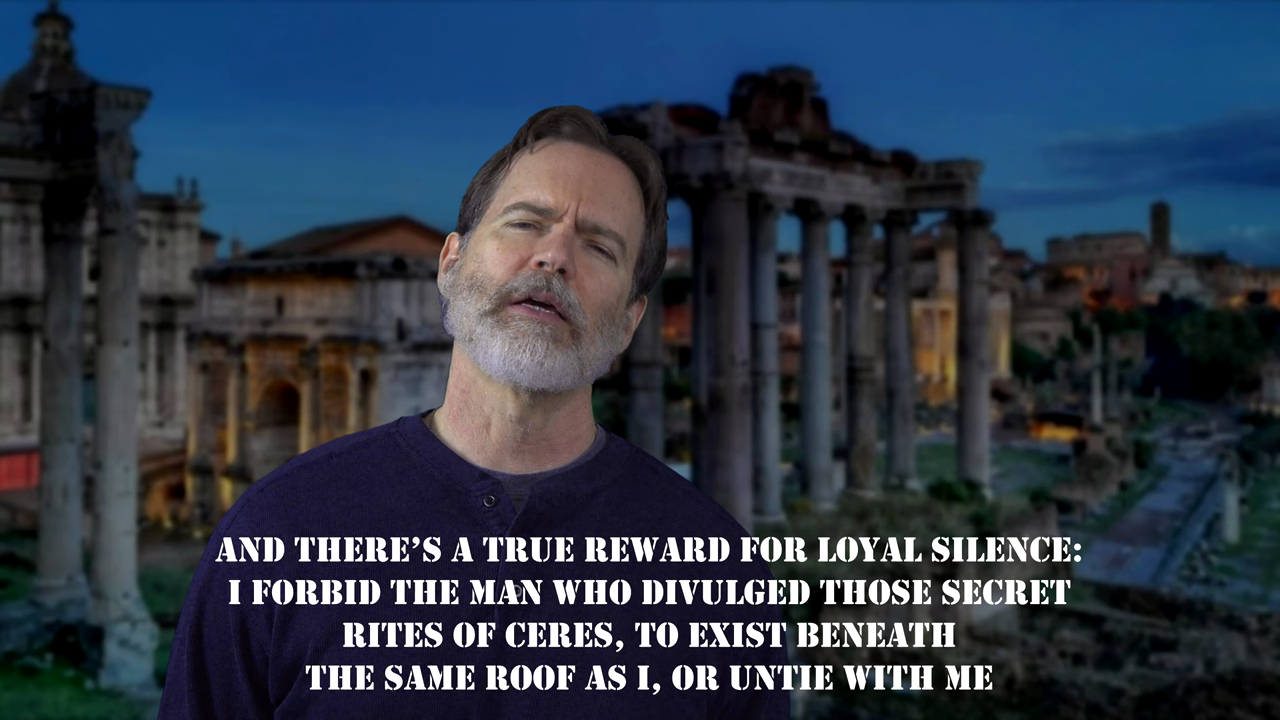 AND THERE'S A TRUE REWARD FOR LOYAL SILENCE:
I FORBID THE MAN WHO DIVULGED THOSE SECRET
RITES OF CERES, TO EXIST BENEATH
THE SAME ROOF AS I, OR UNTIE WITH ME